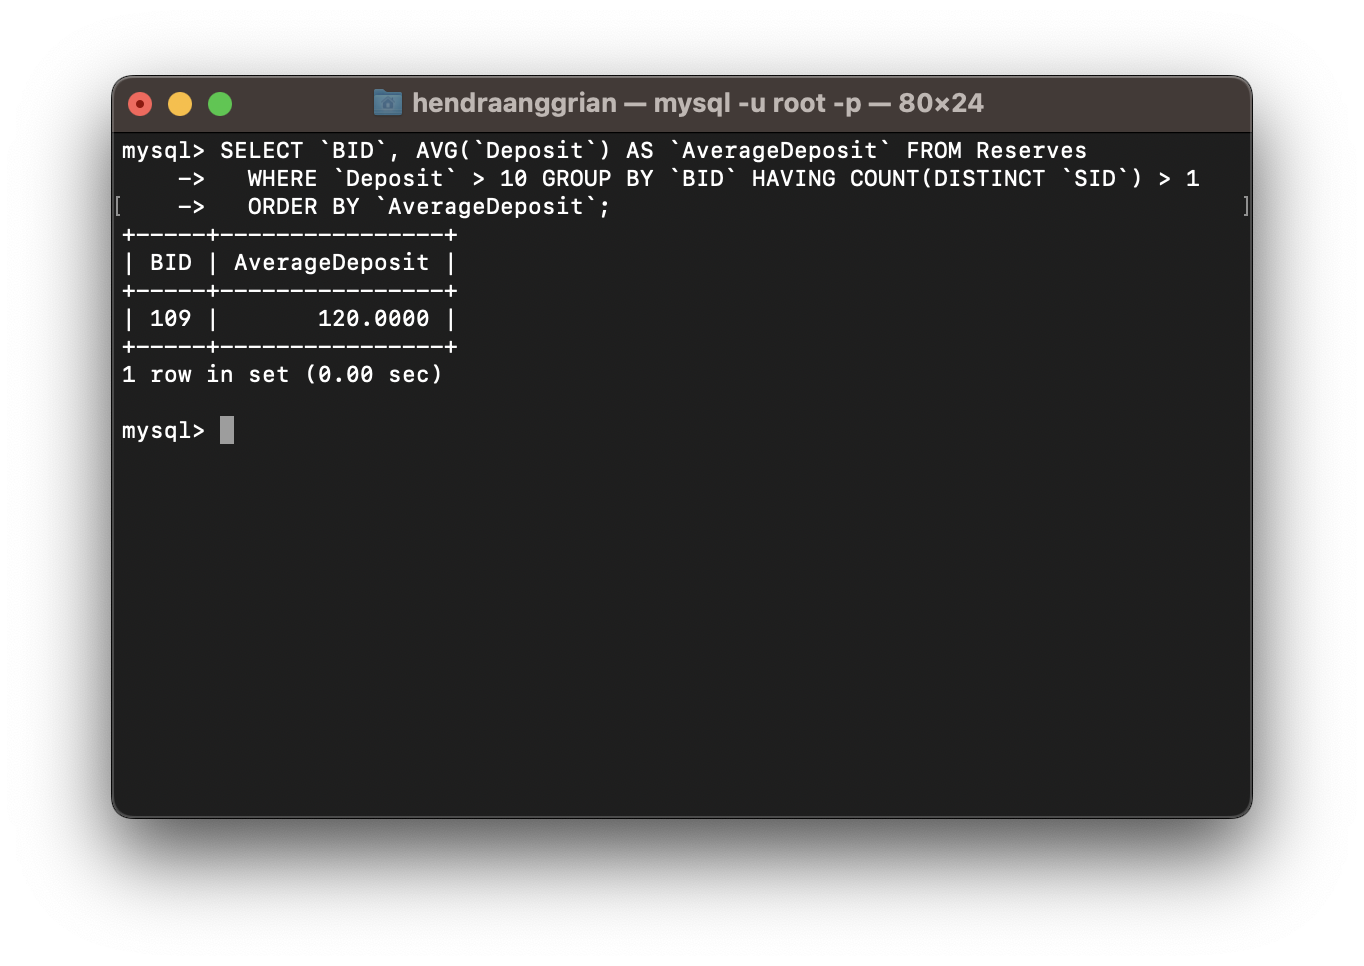 hendraanggrian — mysql -u root -p — 80×24
mysql> SELECT `BID`, AVG(`Deposit`) AS `AverageDeposit` FROM Reserves
    ->   WHERE `Deposit` > 10 GROUP BY `BID` HAVING COUNT(DISTINCT `SID`) > 1
[    ->   ORDER BY `AverageDeposit`;                                              ]
+-----+----------------+
| BID | AverageDeposit |
+-----+----------------+
| 109 |       120.0000 |
+-----+----------------+
1 row in set (0.00 sec)
mysql>